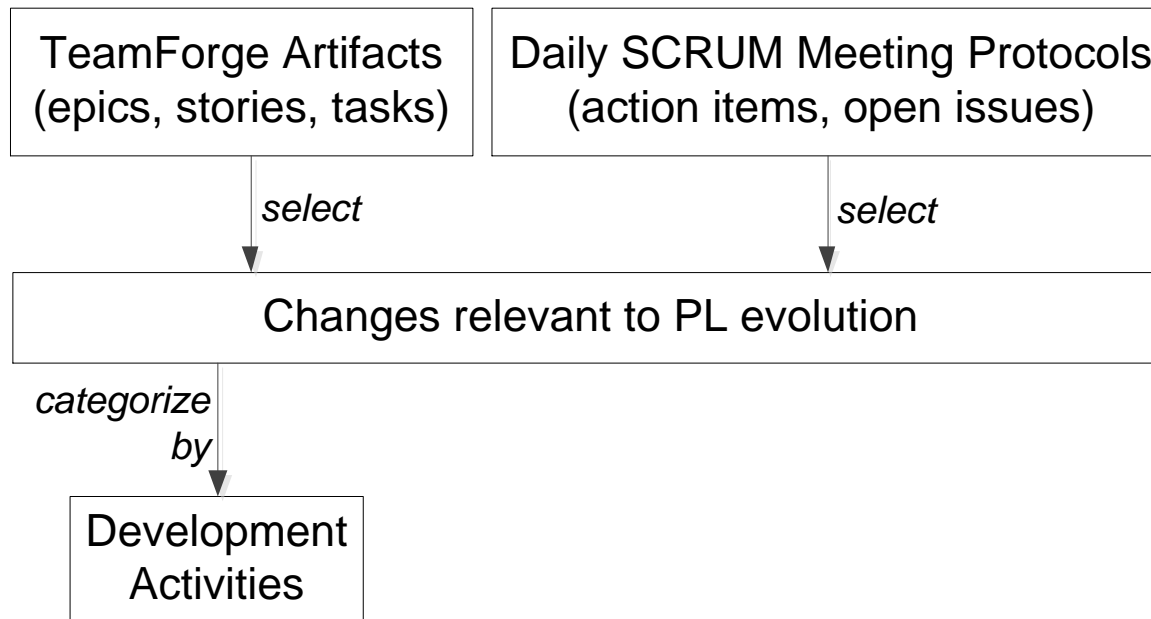 TeamForge Artifacts
(epics, stories, tasks)
Daily SCRUM Meeting Protocols
(action items, open issues)
select
select
Changes relevant to PL evolution
categorize
by
Development
Activities